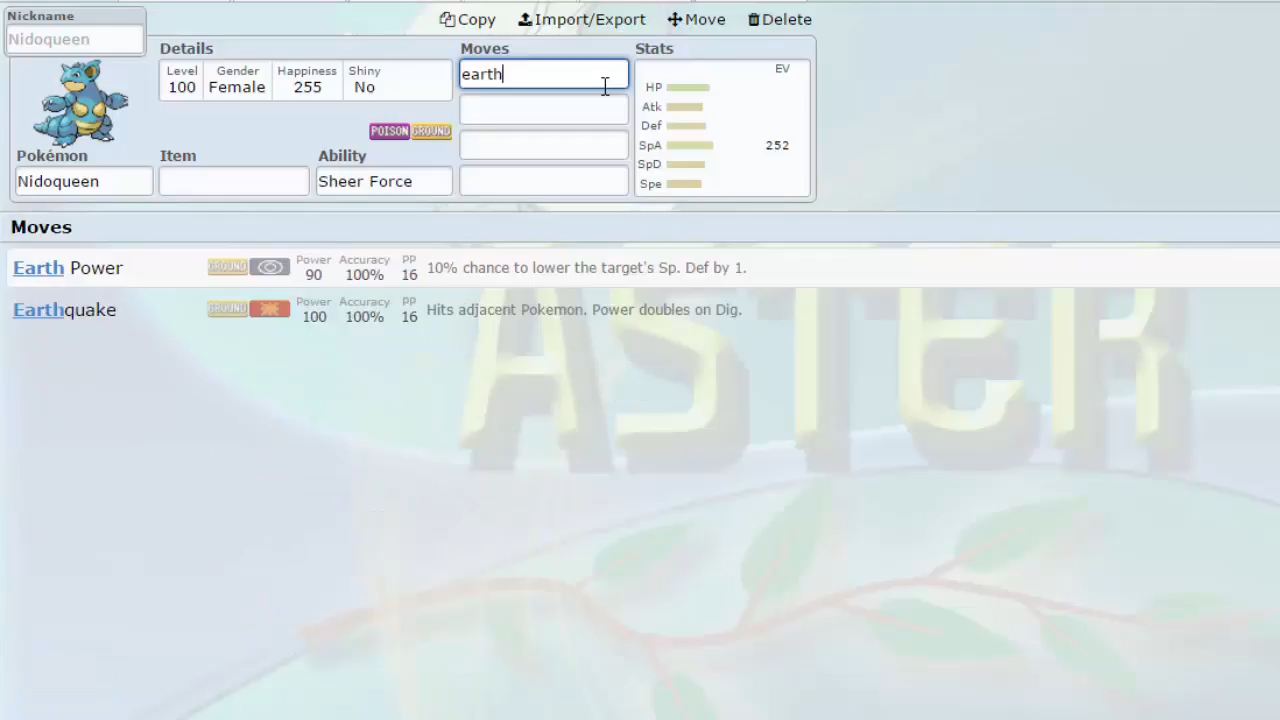 Nickname
Nidoqueen
Copy Import/Export Move Delete
Details Moves Stats
Level Gender Happiness Shiny
100 Female 255 No
earth
EV
HP
Atk
Def
SpA 252
SpD
Spe
POISON GROUND
Pokémon Item Ability
Nidoqueen Sheer Force
Moves
Earth Power GROUND Power 90 Accuracy 100% PP 16 10% chance to lower the target's Sp. Def by 1.
Earthquake GROUND Power 100 Accuracy 100% PP 16 Hits adjacent Pokemon. Power doubles on Dig.
ASTER